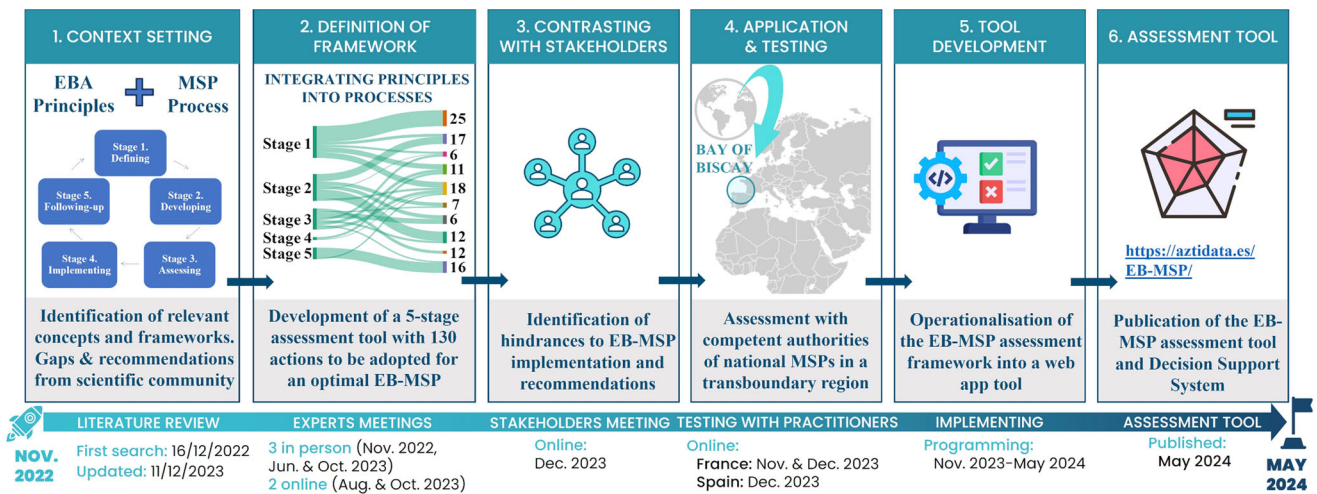 1. CONTEXT SETTING
EBA
Principles
MSP
Process
Stage 1.
Defining
Stage 5.
Following-up
Stage 2.
Developing
Stage 4.
Implementing
Stage 3.
Assessing
Identification of relevant
concepts and frameworks.
Gaps & recommendations
from scientific community
2. DEFINITION OF
FRAMEWORK
INTEGRATING PRINCIPLES
INTO PROCESSES
Stage 1
Stage 2
Stage 3
Stage 4
Stage 5
25
17
6
11
18
7
6
12
12
16
Development of a 5-stage
assessment tool with 130
actions to be adopted for
an optimal EB-MSP
3. CONTRASTING
WITH STAKEHOLDERS
Identification of
hindrances to EB-MSP
implementation and
recommendations
4. APPLICATION
& TESTING
BAY OF
BISCAY
Assessment with
competent authorities
of national MSPs in a
transboundary region
5. TOOL
DEVELOPMENT
</>
Operationalisation of
the EB-MSP assessment
framework into a web
app tool
6. ASSESSMENT TOOL
https://aztidata.es/
EB-MSP/
Publication of the EB-
MSP assessment tool
and Decision Support
System
NOV.
2022
LITERATURE REVIEW
First search: 16/12/2022
Updated: 11/12/2023
EXPERTS MEETINGS
3 in person (Nov. 2022,
Jun. & Oct. 2023)
2 online (Aug. & Oct. 2023)
STAKEHOLDERS MEETING
Online:
Dec. 2023
TESTING WITH PRACTITIONERS
Online:
France: Nov. & Dec. 2023
Spain: Dec. 2023
IMPLEMENTING
Programming:
Nov. 2023-May 2024
ASSESSMENT TOOL
Published:
May 2024
MAY
2024